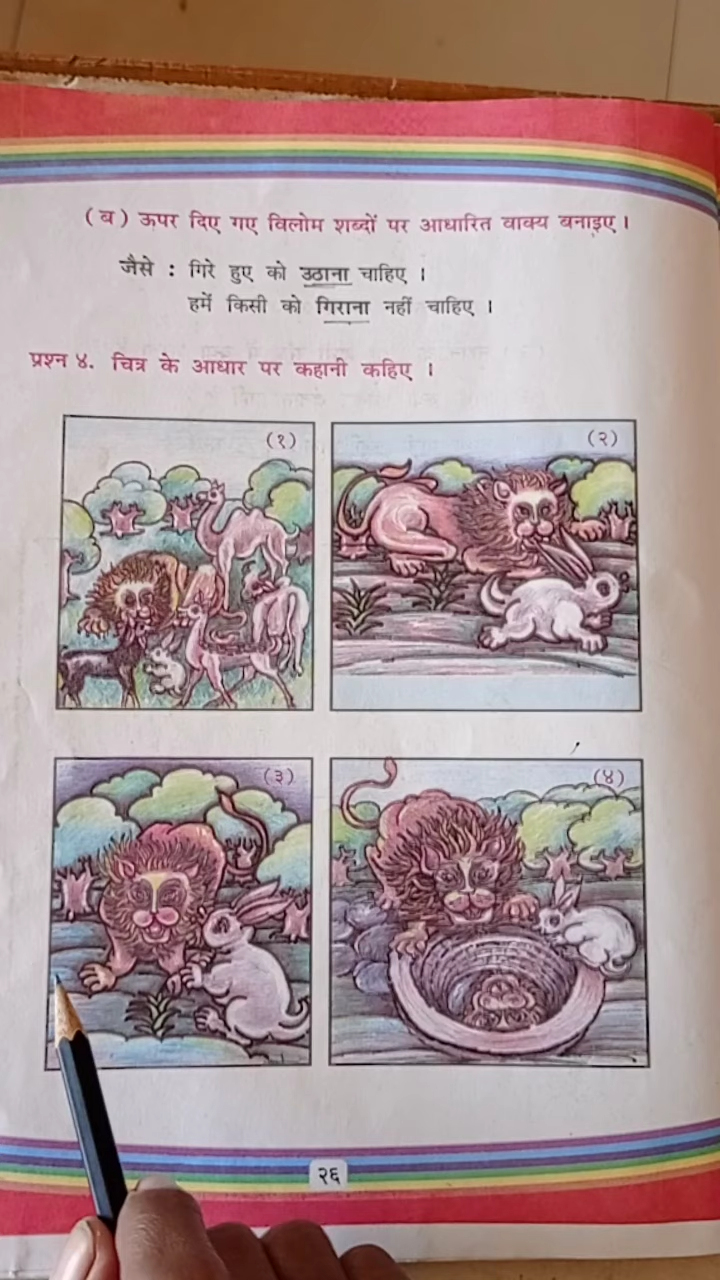 (ब) ऊपर दिए गए विलोम शब्दों पर आधारित वाक्य बनाइए ।
जैसे : गिरे हुए को उठाना चाहिए ।
हमें किसी को गिराना नहीं चाहिए ।
प्रश्न ४. चित्र के आधार पर कहानी कहिए ।
(१)
(२)
(३)
(४)
२६